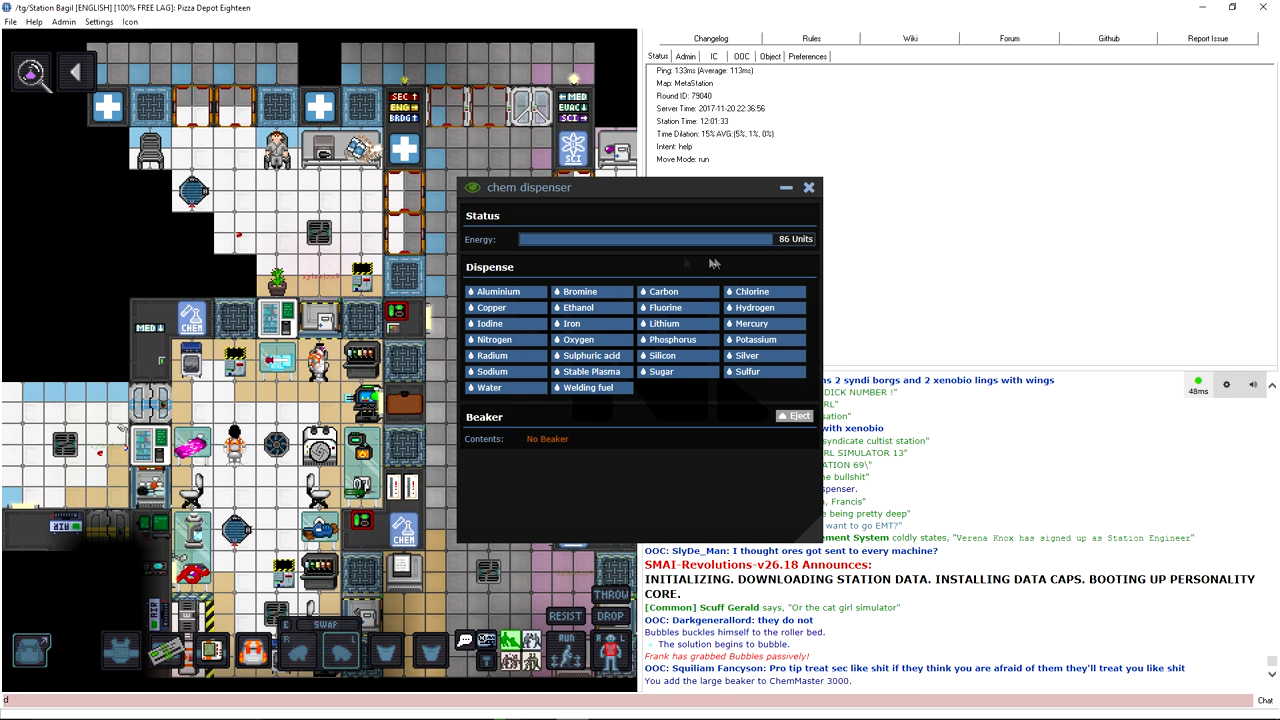 /tg/Station Bagil [ENGLISH] [100% FREE LAG]: Pizza Depot Eighteen
File Help Admin Settings Icon
Changelog Rules Wiki Forum Github Report Issue
Status Admin IC OOC Object Preferences
Ping: 133ms (Average: 113ms)
Map: MetaStation
Round ID: 79040
Server Time: 2017-11-20 22:36:56
Station Time: 12:01:33
Time Dilation: 15% AVG:(5%, 1%, 0%)
Intent: help
Move Mode: run
SEC
ENG
BRDG
MED
EVAC
SCI
SCI
MED
CHEM
CHEM
AIR
AIR
chem dispenser
Status
Energy: 86 Units
Dispense
Aluminium Bromine Carbon Chlorine
Copper Ethanol Fluorine Hydrogen
Iodine Iron Lithium Mercury
Nitrogen Oxygen Phosphorus Potassium
Radium Sulphuric acid Silicon Silver
Sodium Stable Plasma Sugar Sulfur
Water Welding fuel
Beaker Eject
Contents: No Beaker
48ms
ns 2 syndi borgs and 2 xenobio lings with wings
DICK NUMBER !"
RL"
sation"
with xenobio
syndicate cultist station"
RL SIMULATOR 13"
ATION 69\"
the bullshit"
spenser.
, Francis"
being pretty deep"
want to go EMT?"
ement System coldly states, "Verena Knox has signed up as Station Engineer"
OOC: SlyDe_Man: I thought ores got sent to every machine?
SMAI-Revolutions-v26.18 Announces:
INITIALIZING. DOWNLOADING STATION DATA. INSTALLING DATA CAPS. BOOTING UP PERSONALITY
CORE.
[Common] Scuff Gerald says, "Or the cat girl simulator"
OOC: Darkgenerallord: they do not
Bubbles buckles himself to the roller bed.
The solution begins to bubble.
Frank has grabbed Bubbles passively!
OOC: Squiliam Fancyson: Pro tip treat sec like shit if they think you are afraid of them they'll treat you like shit
You add the large beaker to ChemMaster 3000.
THROW
RESIST DROP
E SWAP
R L
RUN
R L
d
Chat